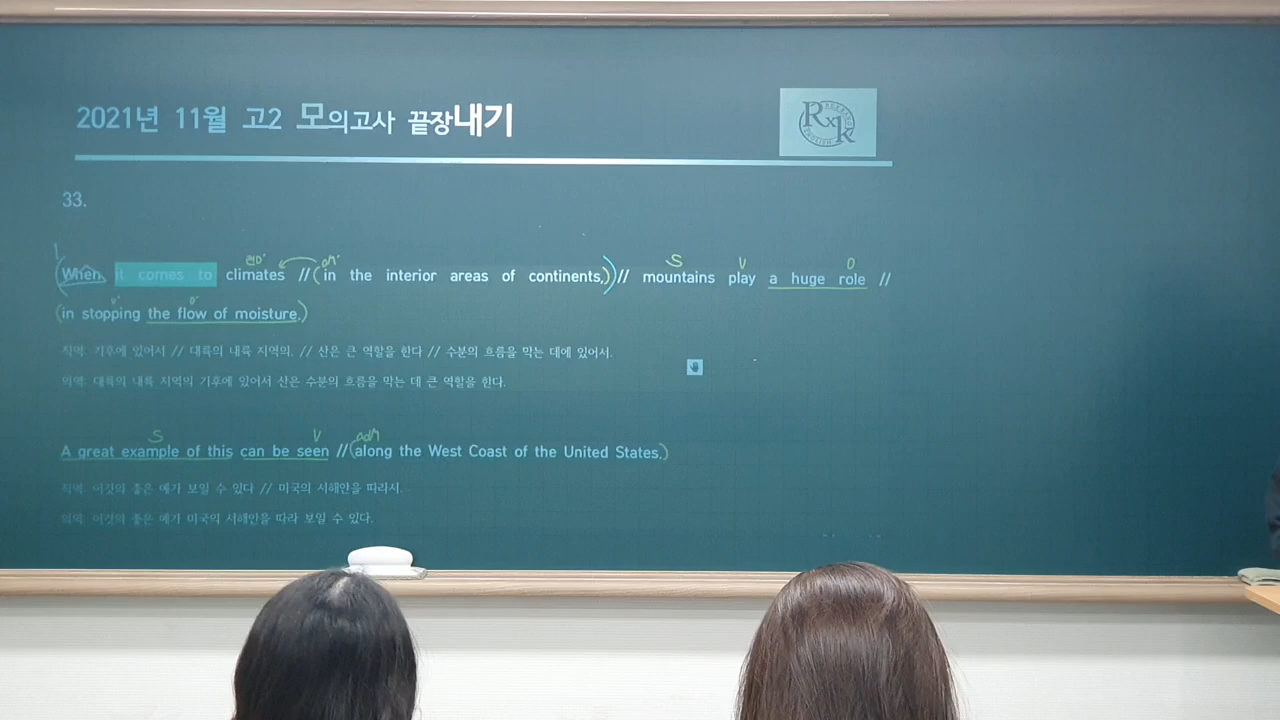 2021년 11월 고2 모의고사 끝장내기
RxK
33.
When it comes to climates // (in the interior areas of continents,) // mountains play a huge role //
(in stopping the flow of moisture.)
직역: 기후에 있어서 // 대륙의 내륙 지역의. // 산은 큰 역할을 한다 // 수분의 흐름을 막는 데에 있어서.
의역: 대륙의 내륙 지역의 기후에 있어서 산은 수분의 흐름을 막는 데 큰 역할을 한다.
S V adn
A great example of this can be seen // (along the West Coast of the United States.)
직역: 이것의 좋은 예가 보일 수 있다 // 미국의 서해안을 따라서.
의역: 이것의 좋은 예가 미국의 서해안을 따라 보일 수 있다.